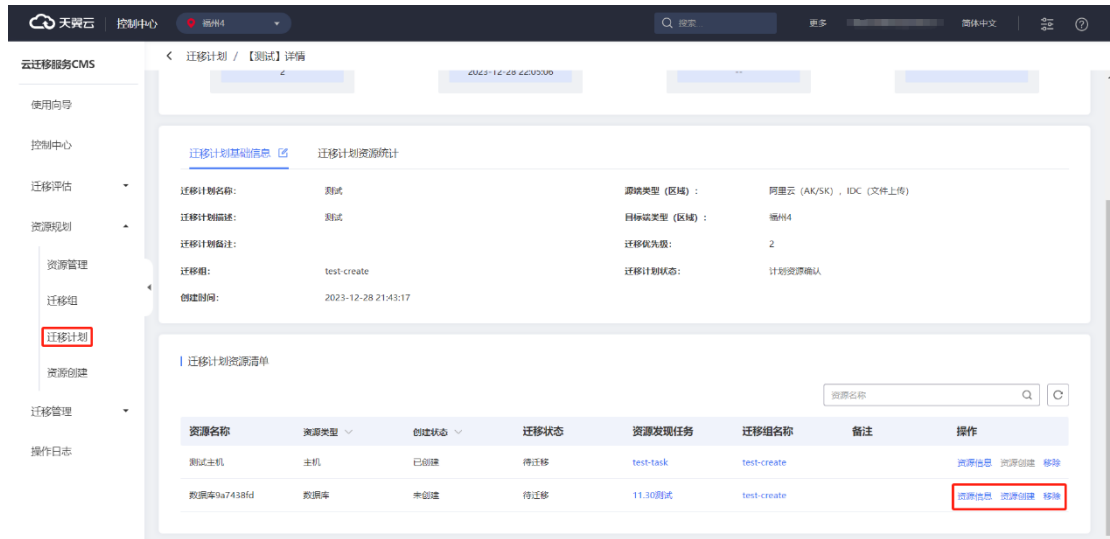 天翼云 控制中心 福州4 搜索... 更多 简体中文
云迁移服务CMS
迁移计划 / 【测试】详情
2 2023-12-28 22:05:06 --
使用向导
控制中心
迁移评估
资源规划
资源管理
迁移组
迁移计划
资源创建
迁移管理
操作日志
迁移计划基础信息 迁移计划资源统计
迁移计划名称: 测试 源端类型(区域): 阿里云(AK/SK),IDC(文件上传)
迁移计划描述: 测试 目标端类型(区域): 福州4
迁移计划备注: 迁移优先级: 2
迁移组: test-create 迁移计划状态: 计划资源确认
创建时间: 2023-12-28 21:43:17
迁移计划资源清单
资源名称
资源名称 资源类型 创建状态 迁移状态 资源发现任务 迁移组名称 备注 操作
测试主机 主机 已创建 待迁移 test-task test-create 资源信息 资源创建 移除
数据库9a7438fd 数据库 未创建 待迁移 11.30测试 test-create 资源信息 资源创建 移除